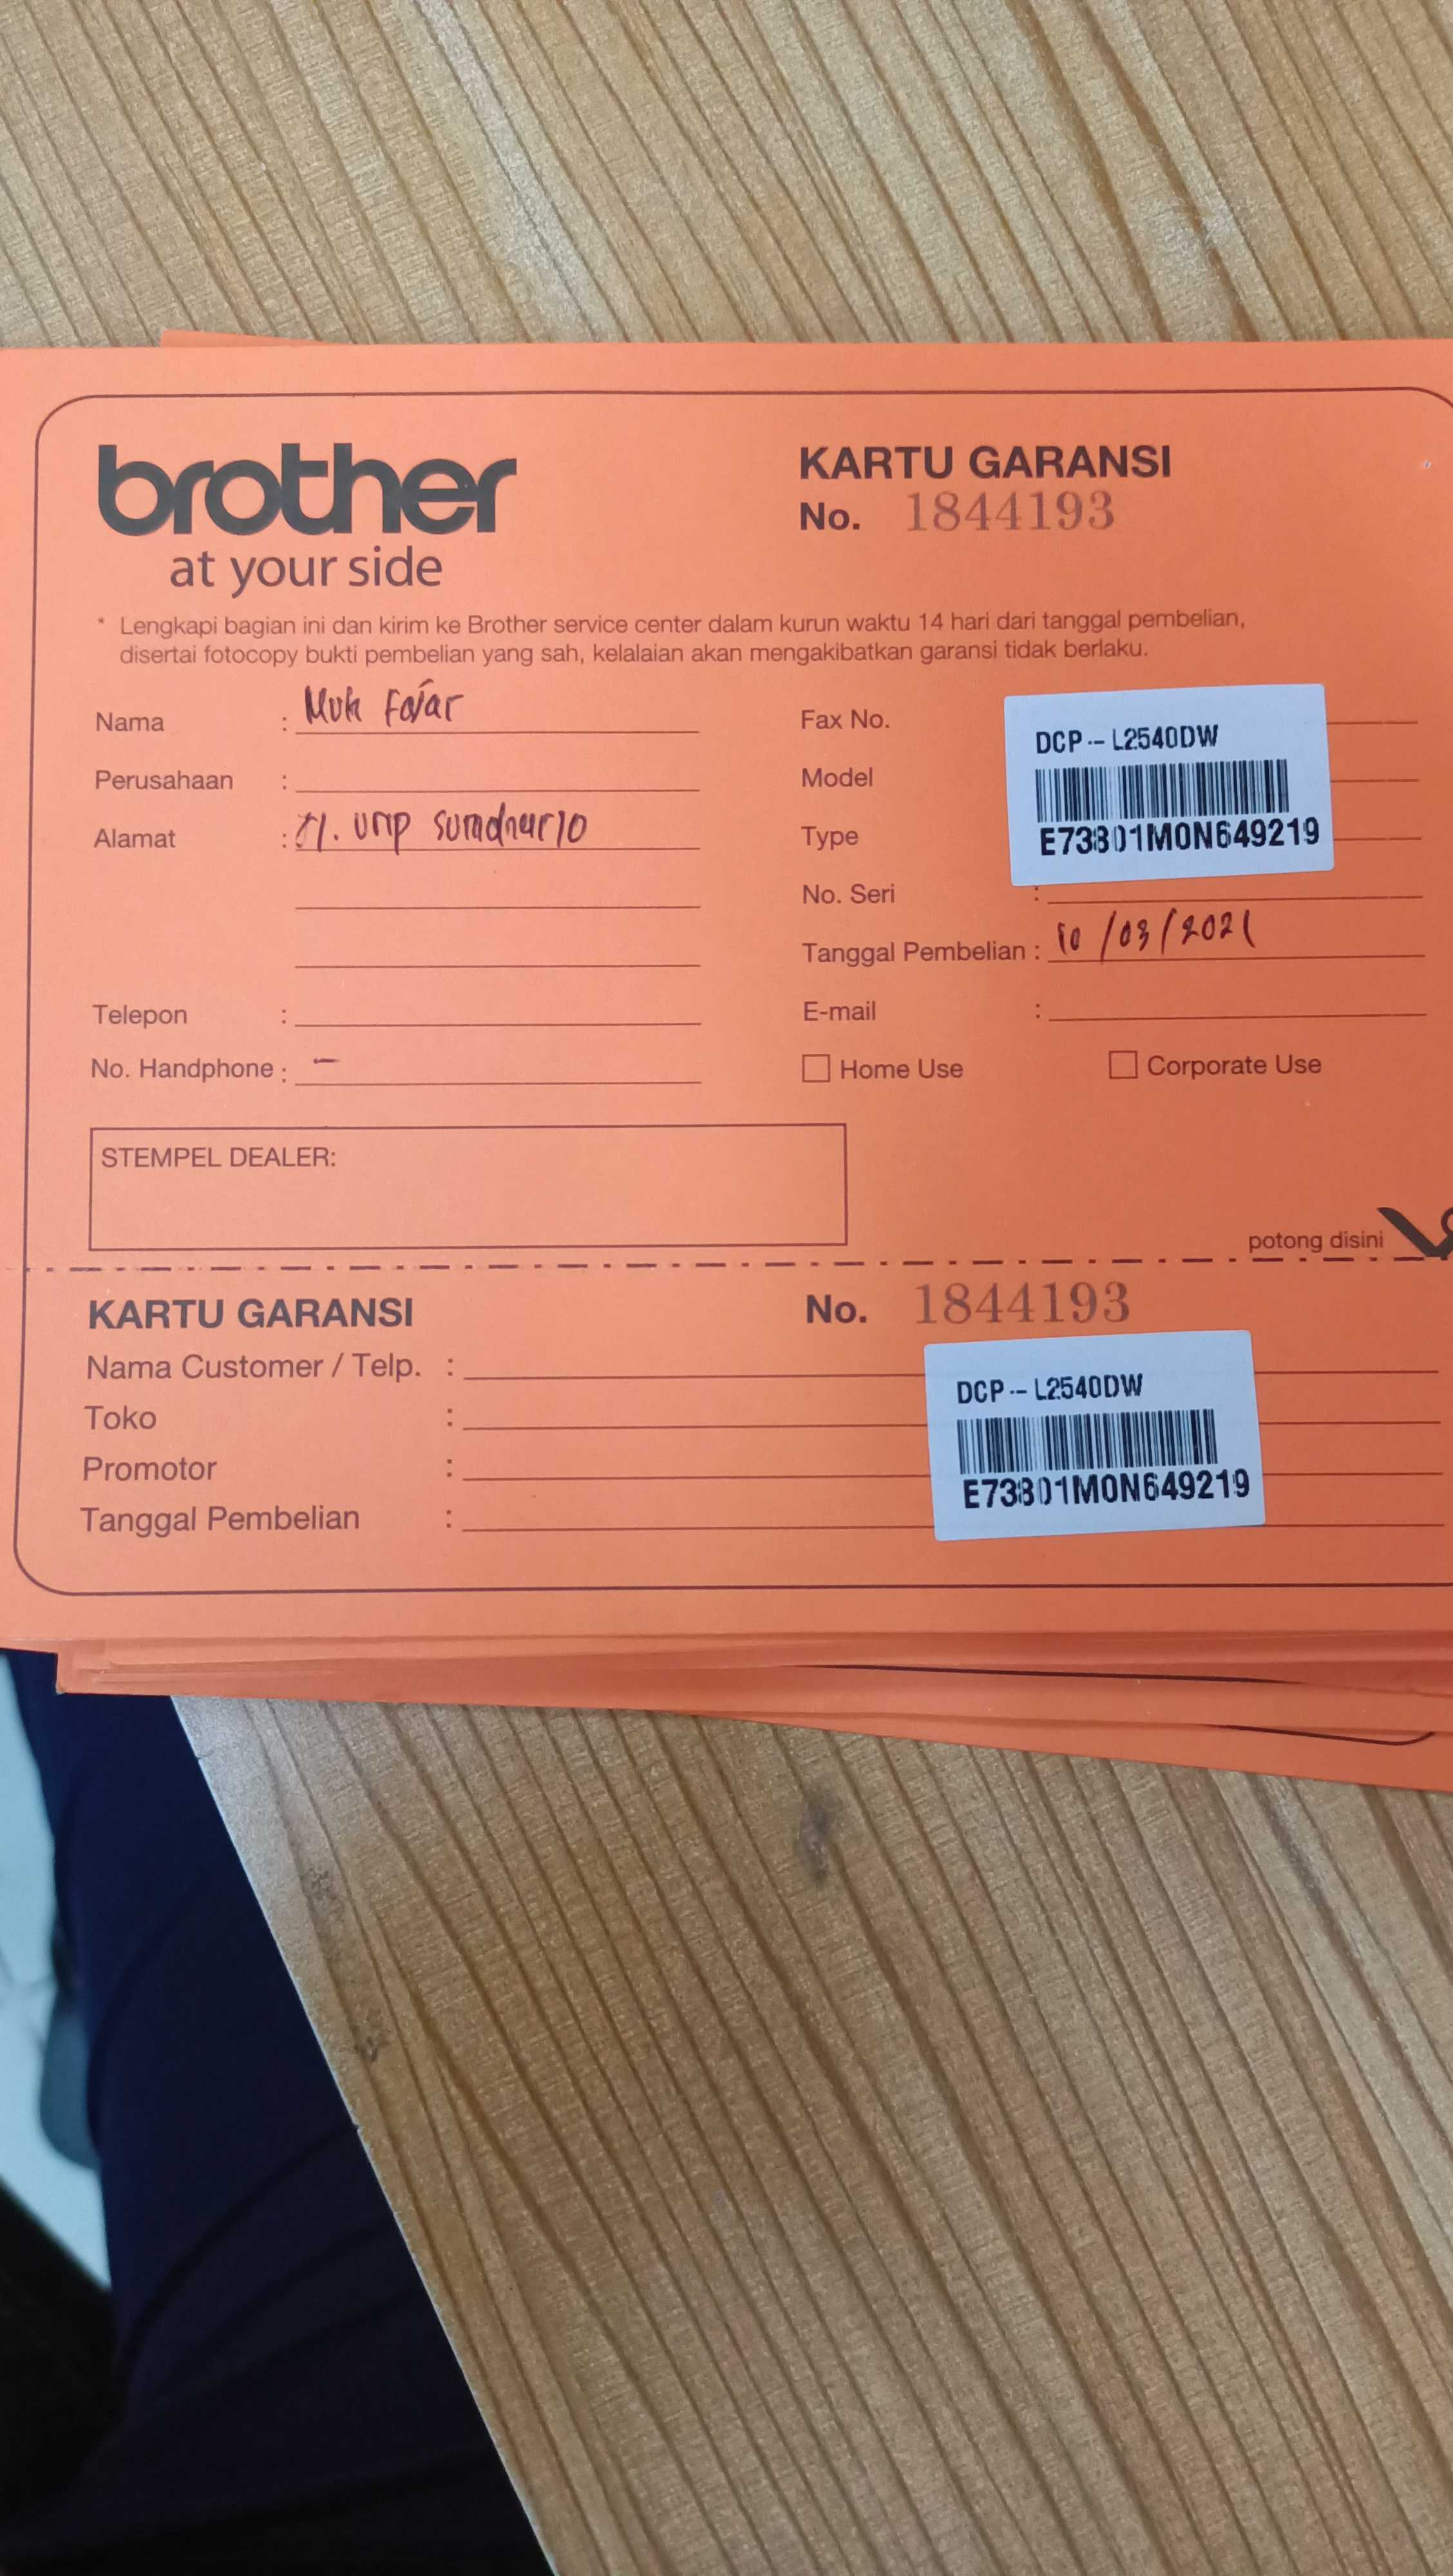 brother
at your side
KARTU GARANSI
No. 1844193
* Lengkapi bagian ini dan kirim ke Brother service center dalam kurun waktu 14 hari dari tanggal pembelian,
disertai fotocopy bukti pembelian yang sah, kelalaian akan mengakibatkan garansi tidak berlaku.
Nama : Muh Fajar
Perusahaan :
Alamat : Jl. Urip
Telepon :
No. Handphone : -
Fax No.
Model
Type
No. Seri :
DCP-L2540DW
E73801M0N649219
Tanggal Pembelian : 10/03/2021
E-mail :
Home Use
Corporate Use
STEMPEL DEALER:
potong disini
KARTU GARANSI
No. 1844193
Nama Customer / Telp. :
Toko :
Promotor :
Tanggal Pembelian :
DCP-L2540DW
E73801M0N649219